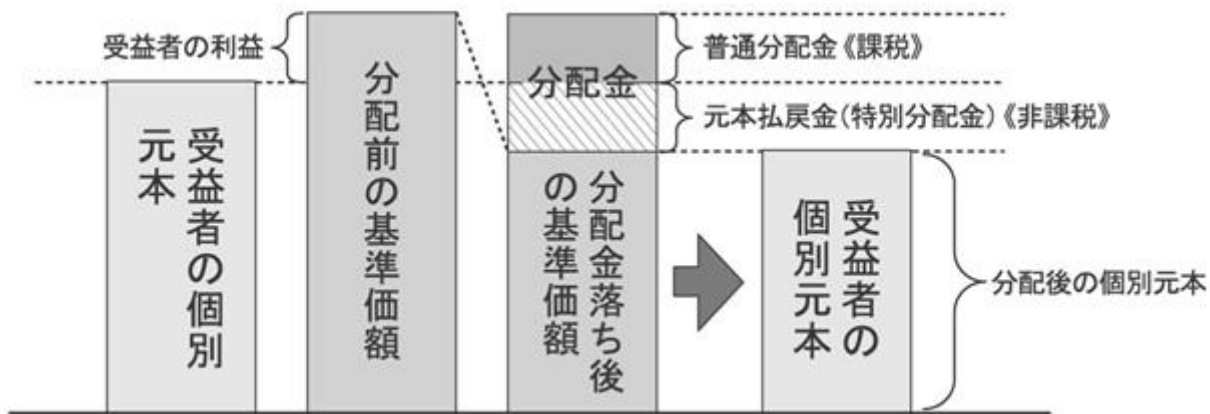 受益者の利益
受益者の個別
元本
分配前の基準価額
分配金
分配金落ち後
の基準価額
普通分配金《課税》
元本払戻金(特別分配金)《非課税》
受益者の
個別元本
分配後の個別元本